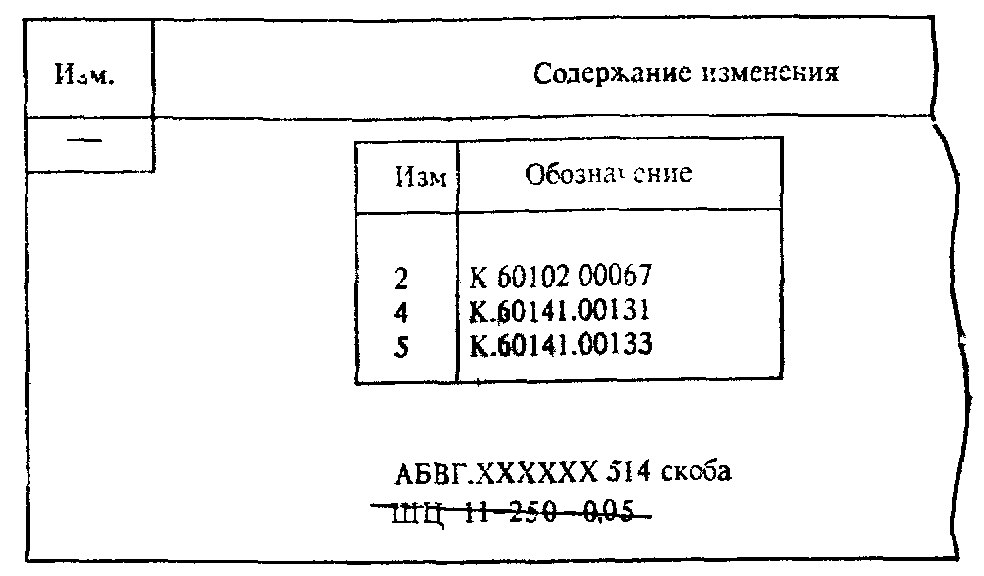 Изм. Содержание изменения
—
Изм Обозначение
2 К 60102 00067
4 К.60141.00131
5 К.60141.00133
АБВГ.ХХХХХХ 514 скоба
ШЦ 11-250-0,05